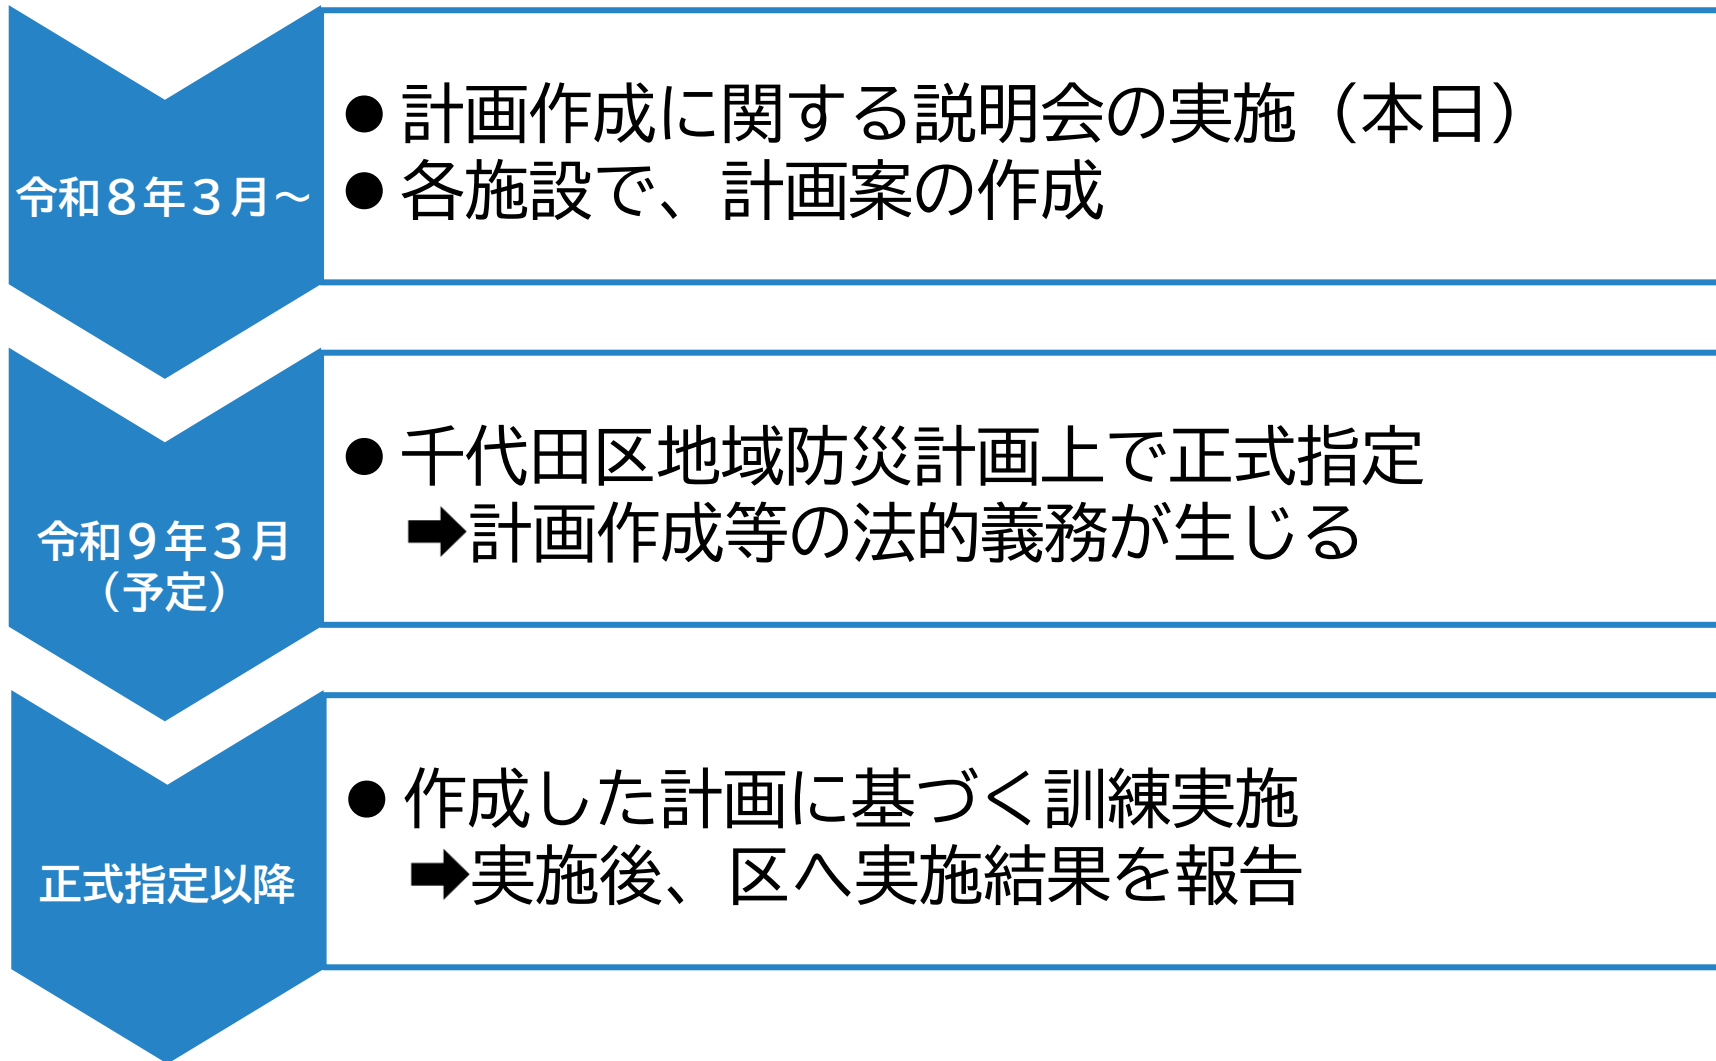 令和８年３月～
● 計画作成に関する説明会の実施（本日）
● 各施設で、計画案の作成
令和９年３月
（予定）
● 千代田区地域防災計画上で正式指定
➡計画作成等の法的義務が生じる
正式指定以降
● 作成した計画に基づく訓練実施
➡実施後、区へ実施結果を報告